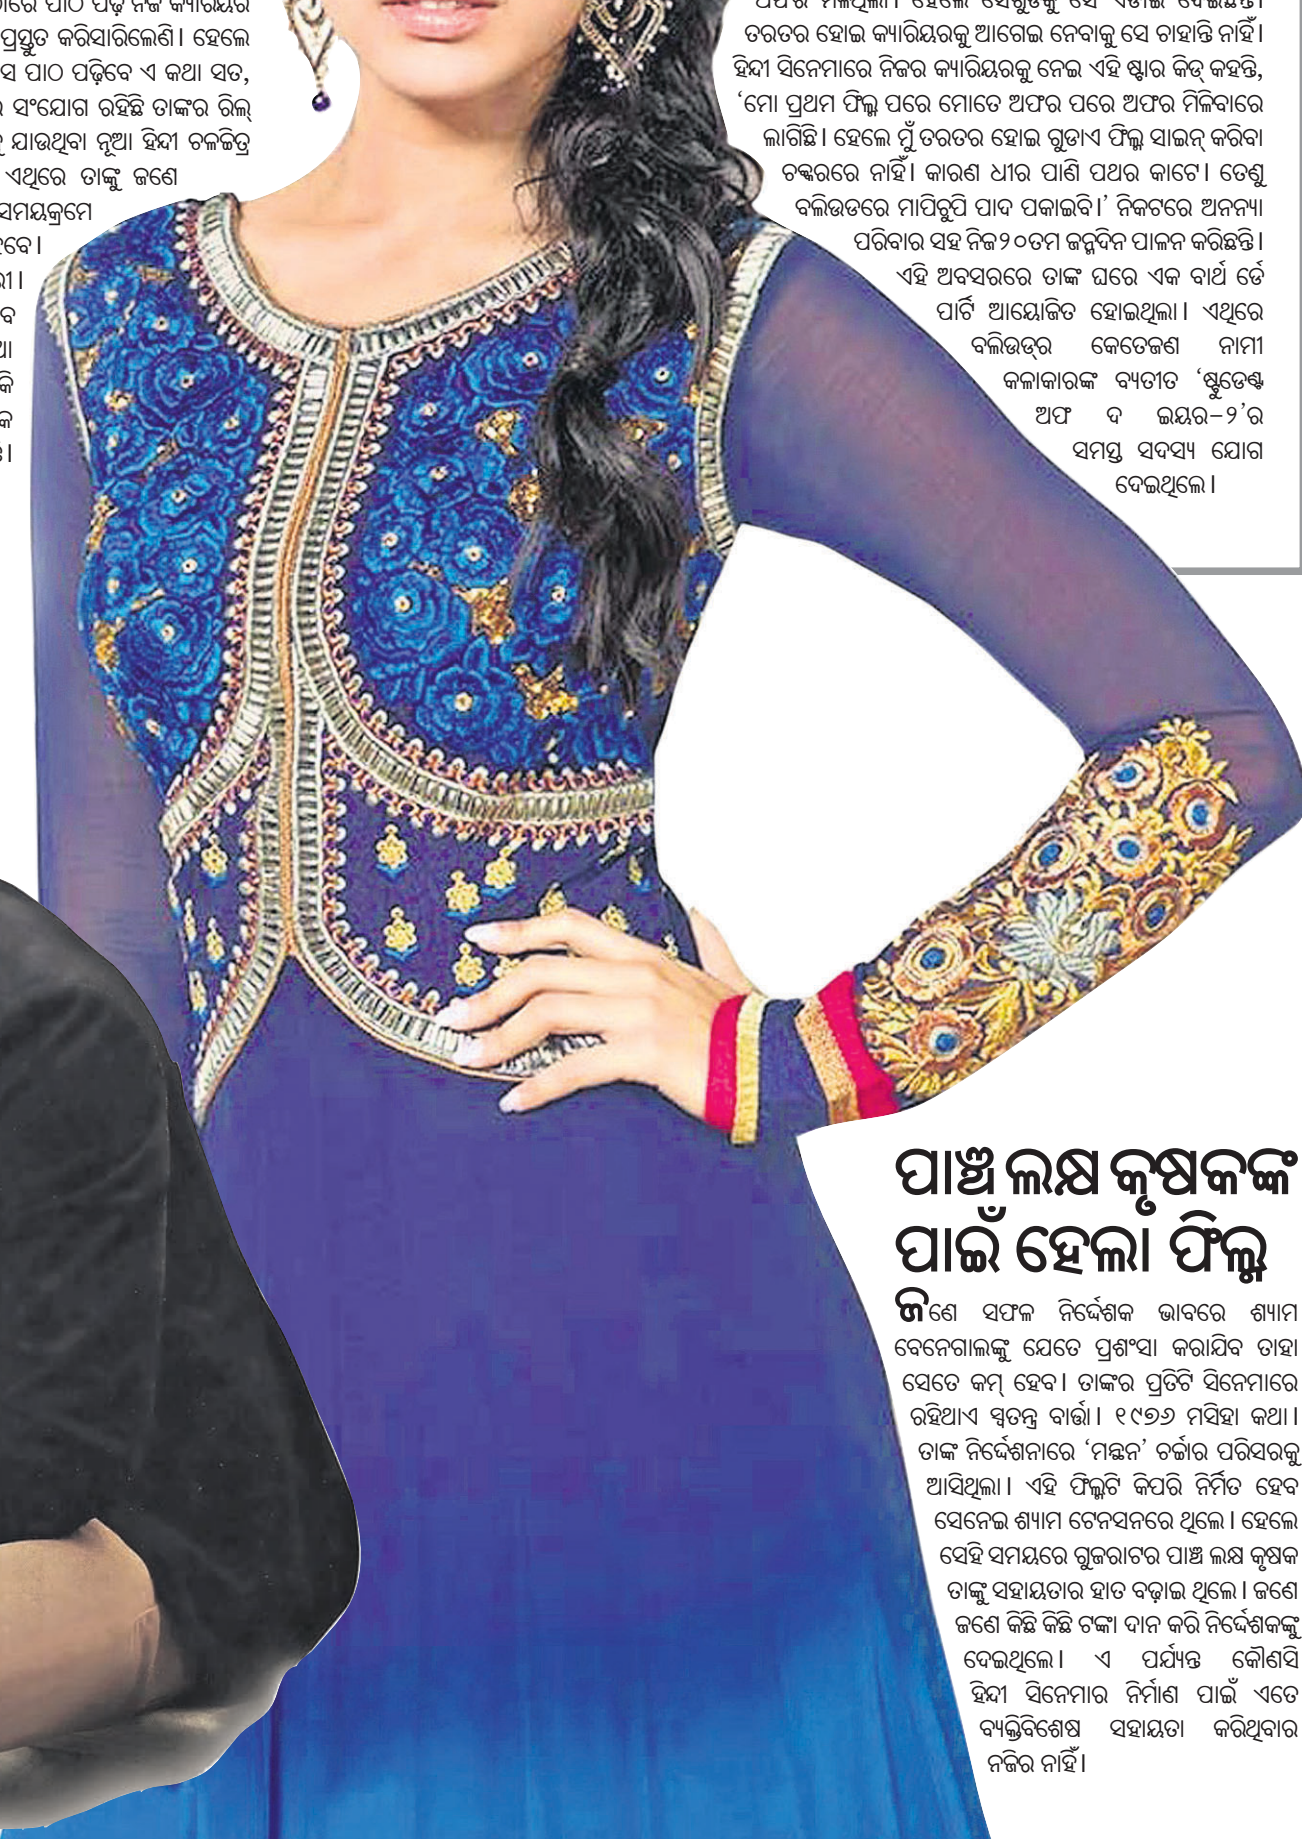 ପାଠ ପଢ଼ି ନିଜ କ୍ୟାରିୟର
ପ୍ରସ୍ତୁତ କରିସାରିଲେଣି। ହେଲେ
ପାଠ ପଢ଼ିବେ ଏ କଥା ସତ,
ସଂଯୋଗ ରହିଛି ତାଙ୍କର ରିଲ୍
ଯାଉଥିବା ନୂଆ ହିନ୍ଦୀ ଚଳଚ୍ଚିତ୍ର
ଏଥିରେ ତାଙ୍କୁ ଜଣେ
ସମୟକ୍ରମେ
ତରତର ହୋଇ କ୍ୟାରିୟରକୁ ଆଗେଇ ନେବାକୁ ସେ ଚାହାନ୍ତି ନାହିଁ।
ହିନ୍ଦୀ ସିନେମାରେ ନିଜର କ୍ୟାରିୟରକୁ ନେଇ ଏହି ଷ୍ଟାର କିଡ୍ କହନ୍ତି,
‘ମୋ ପ୍ରଥମ ଫିଲ୍ମ ପରେ ମୋତେ ଅଫର ପରେ ଅଫର ମିଳିବାରେ
ଲାଗିଛି। ହେଲେ ମୁଁ ତରତର ହୋଇ ଗୁଡାଏ ଫିଲ୍ମ ସାଇନ୍ କରିବା
ଚକ୍କରରେ ନାହିଁ। କାରଣ ଧୀର ପାଣି ପଥର କାଟେ। ତେଣୁ
ବଲିଉଡରେ ମାପିଚୁପି ପାଦ ପକାଇବି।’ ନିକଟରେ ଅନନ୍ୟା
ପରିବାର ସହ ନିଜ୨୦ତମ ଜନ୍ମଦିନ ପାଳନ କରିଛନ୍ତି।
ଏହି ଅବସରରେ ତାଙ୍କ ଘରେ ଏକ ବାର୍ଥ ଡେ
ପାର୍ଟି ଆୟୋଜିତ ହୋଇଥିଲା। ଏଥିରେ
ବଲିଉଡ୍‌ର କେତେଜଣ ନାମୀ
କଳାକାରଙ୍କ ବ୍ୟତୀତ ‘ଷ୍ଟୁଡେଣ୍ଟ
ଅଫ ଦ ଇୟର–୨’ର
ସମସ୍ତ ସଦସ୍ୟ ଯୋଗ
ଦେଇଥିଲେ।
ପାଞ୍ଚ ଲକ୍ଷ କୃଷକଙ୍କ
ପାଇଁ ହେଲା ଫିଲ୍ମ
ଜଣେ ସଫଳ ନିର୍ଦ୍ଦେଶକ ଭାବରେ ଶ୍ୟାମ
ବେନେଗାଲଙ୍କୁ ଯେତେ ପ୍ରଶଂସା କରାଯିବ ତାହା
ସେତେ କମ୍ ହେବ। ତାଙ୍କର ପ୍ରତିଟି ସିନେମାରେ
ରହିଥାଏ ସ୍ୱତନ୍ତ୍ର ବାର୍ତ୍ତା। ୧୯୭୬ ମସିହା କଥା।
ତାଙ୍କ ନିର୍ଦ୍ଦେଶନାରେ ‘ମନ୍ଥନ’ ଚର୍ଚ୍ଚାର ପରିସରକୁ
ଆସିଥିଲା। ଏହି ଫିଲ୍ମଟି କିପରି ନିର୍ମିତ ହେବ
ସେନେଇ ଶ୍ୟାମ ଟେନସନରେ ଥିଲେ। ହେଲେ
ସେହି ସମୟରେ ଗୁଜରାଟର ପାଞ୍ଚ ଲକ୍ଷ କୃଷକ
ତାଙ୍କୁ ସହାୟତାର ହାତ ବଢ଼ାଇ ଥିଲେ। ଜଣେ
ଜଣେ କିଛି କିଛି ଟଙ୍କା ଦାନ କରି ନିର୍ଦ୍ଦେଶକଙ୍କୁ
ଦେଇଥିଲେ। ଏ ପର୍ଯ୍ୟନ୍ତ କୌଣସି
ହିନ୍ଦୀ ସିନେମାର ନିର୍ମାଣ ପାଇଁ ଏତେ
ବ୍ୟକ୍ତିବିଶେଷ ସହାୟତା କରିଥିବାର
ନଜିର ନାହିଁ।